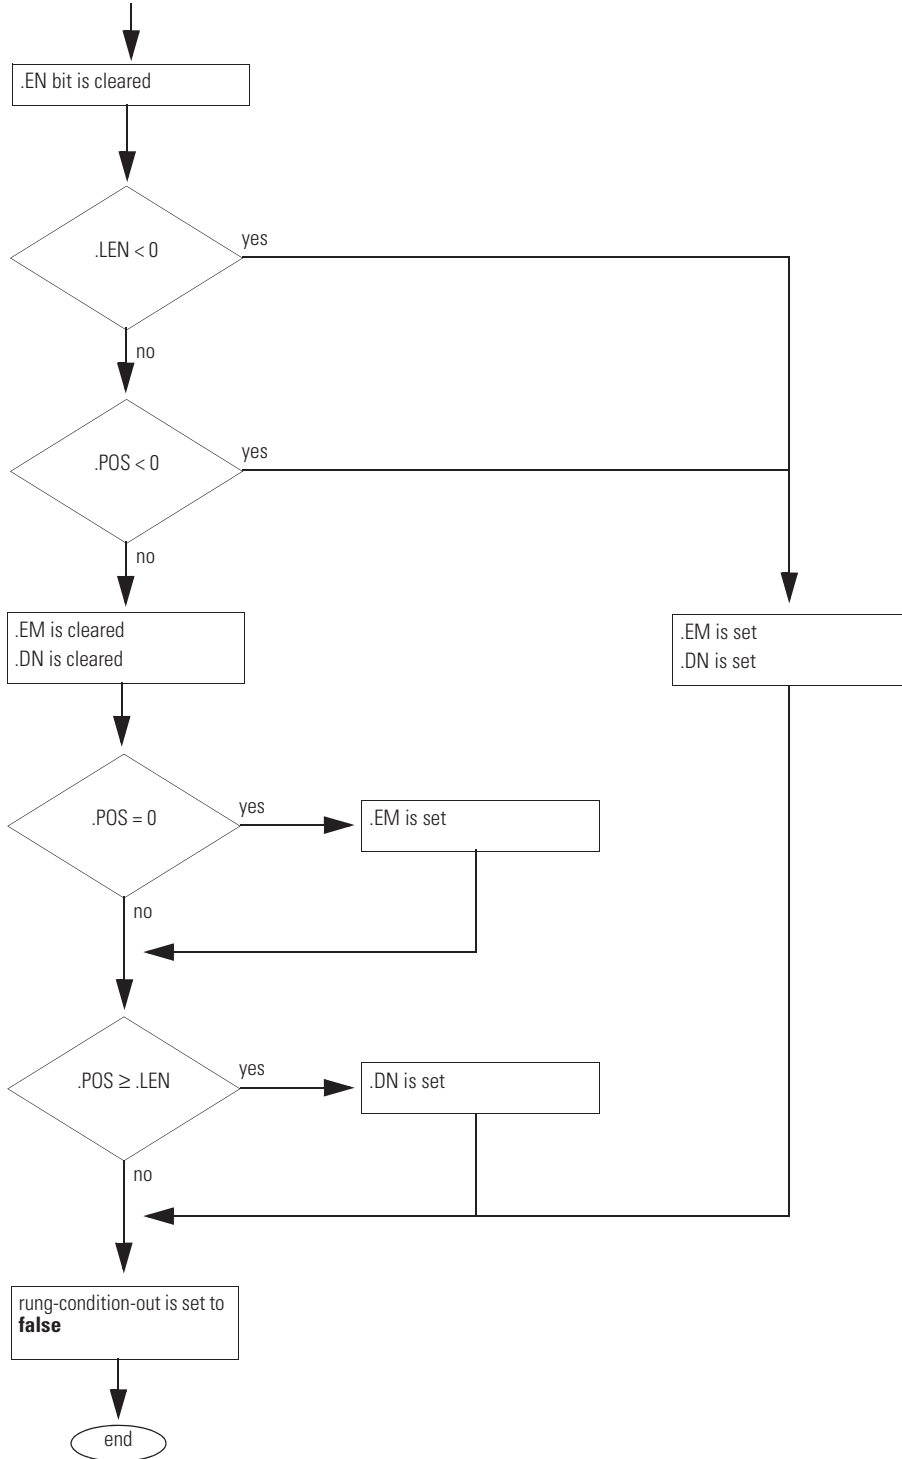 .EN bit is cleared
.LEN < 0
yes
no
.POS < 0
yes
no
.EM is cleared
.DN is cleared
.EM is set
.DN is set
.POS = 0
yes
.EM is set
no
.POS ≥ .LEN
yes
.DN is set
no
rung-condition-out is set to
false
end